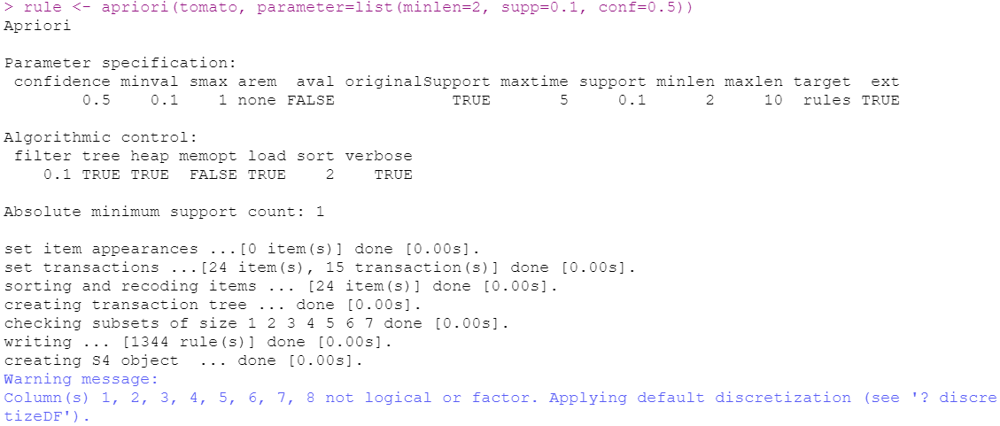 > rule <- apriori(tomato, parameter=list(minlen=2, supp=0.1, conf=0.5))
Apriori

Parameter specification:
 confidence minval smax arem  aval originalSupport maxtime support minlen maxlen target  ext
        0.5    0.1    1 none FALSE            TRUE       5     0.1      2     10  rules TRUE

Algorithmic control:
 filter tree heap memopt load sort verbose
    0.1 TRUE TRUE  FALSE TRUE    2    TRUE

Absolute minimum support count: 1

set item appearances ...[0 item(s)] done [0.00s].
set transactions ...[24 item(s), 15 transaction(s)] done [0.00s].
sorting and recoding items ... [24 item(s)] done [0.00s].
creating transaction tree ... done [0.00s].
checking subsets of size 1 2 3 4 5 6 7 done [0.00s].
writing ... [1344 rule(s)] done [0.00s].
creating S4 object  ... done [0.00s].
Warning message:
Column(s) 1, 2, 3, 4, 5, 6, 7, 8 not logical or factor. Applying default discretization (see '? discre
tizeDF').